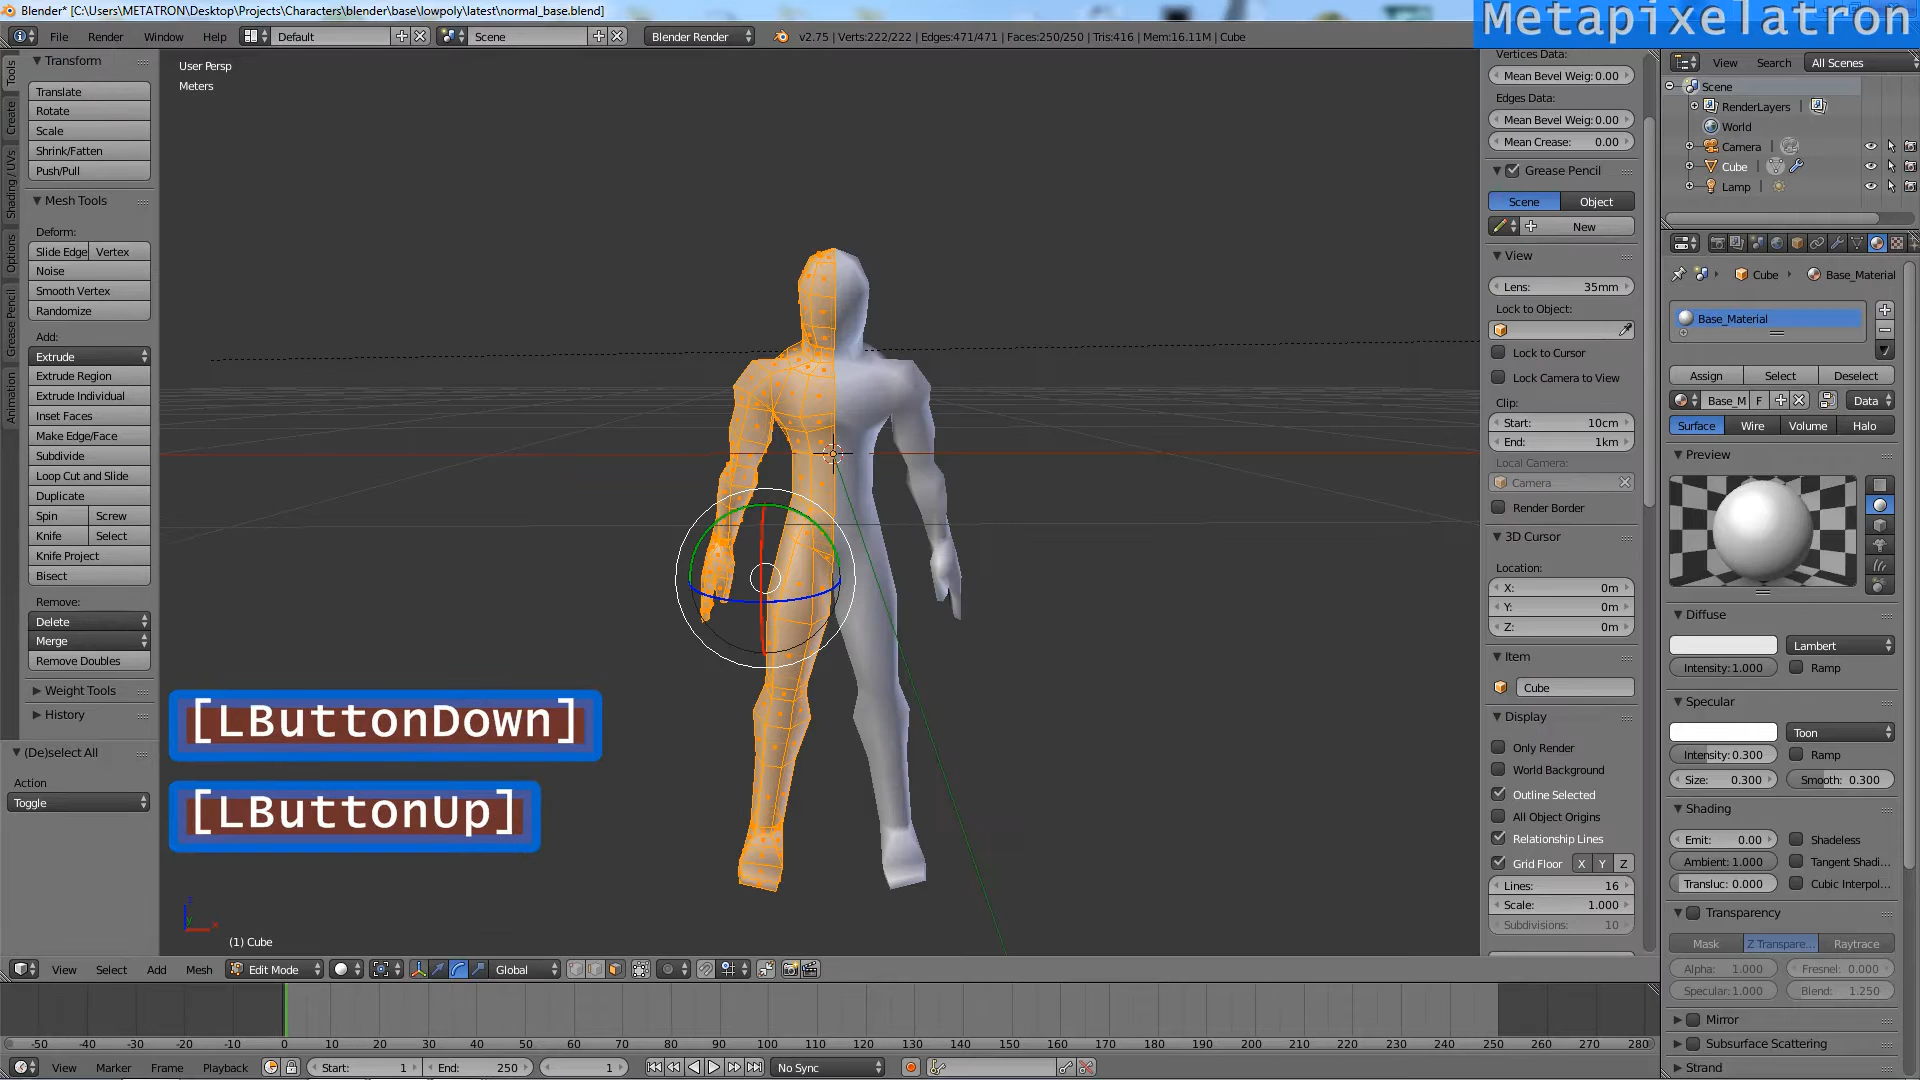 Blender* [C:\Users\METATRON\Desktop\Projects\Characters\blender\base\lowpoly\latest\normal_base.blend]
Metapixelatron
File Render Window Help Default Scene Blender Render v2.75 | Verts:222/222 | Edges:471/471 | Faces:250/250 | Tris:416 | Mem:16.11M | Cube
Tools
Create
Shading / UVs
Options
Grease Pencil
Animation
Transform
Translate
Rotate
Scale
Shrink/Fatten
Push/Pull
Mesh Tools
Deform:
Slide Edge Vertex
Noise
Smooth Vertex
Randomize
Add:
Extrude
Extrude Region
Extrude Individual
Inset Faces
Make Edge/Face
Subdivide
Loop Cut and Slide
Duplicate
Spin Screw
Knife Select
Knife Project
Bisect
Remove:
Delete
Merge
Remove Doubles
Weight Tools
History
(De)select All
Action
Toggle
User Persp
Meters
[LButtonDown]
[LButtonUp]
(1) Cube
Vertices Data:
Mean Bevel Weig: 0.00
Edges Data:
Mean Bevel Weig: 0.00
Mean Crease: 0.00
Grease Pencil
Scene Object
New
View
Lens: 35mm
Lock to Object:
Lock to Cursor
Lock Camera to View
Clip:
Start: 10cm
End: 1km
Local Camera:
Camera
Render Border
3D Cursor
Location:
X: 0m
Y: 0m
Z: 0m
Item
Cube
Display
Only Render
World Background
Outline Selected
All Object Origins
Relationship Lines
Grid Floor X Y Z
Lines: 16
Scale: 1.000
Subdivisions: 10
View Search All Scenes
Scene
RenderLayers
World
Camera
Cube
Lamp
Cube Base_Material
Base_Material
Assign Select Deselect
Base_M F Data
Surface Wire Volume Halo
Preview
Diffuse
Lambert
Intensity: 1.000 Ramp
Specular
Toon
Intensity: 0.300 Ramp
Size: 0.300 Smooth: 0.300
Shading
Emit: 0.00 Shadeless
Ambient: 1.000 Tangent Shadi...
Transluc: 0.000 Cubic Interpol...
Transparency
Mask Z Transpare... Raytrace
Alpha: 1.000 Fresnel: 0.000
Specular: 1.000 Blend: 1.250
Mirror
Subsurface Scattering
Strand
View Select Add Mesh Edit Mode Global
-50 -40 -30 -20 -10 0 10 20 30 40 50 60 70 80 90 100 110 120 130 140 150 160 170 180 190 200 210 220 230 240 250 260 270 280
View Marker Frame Playback Start: 1 End: 250 1 No Sync